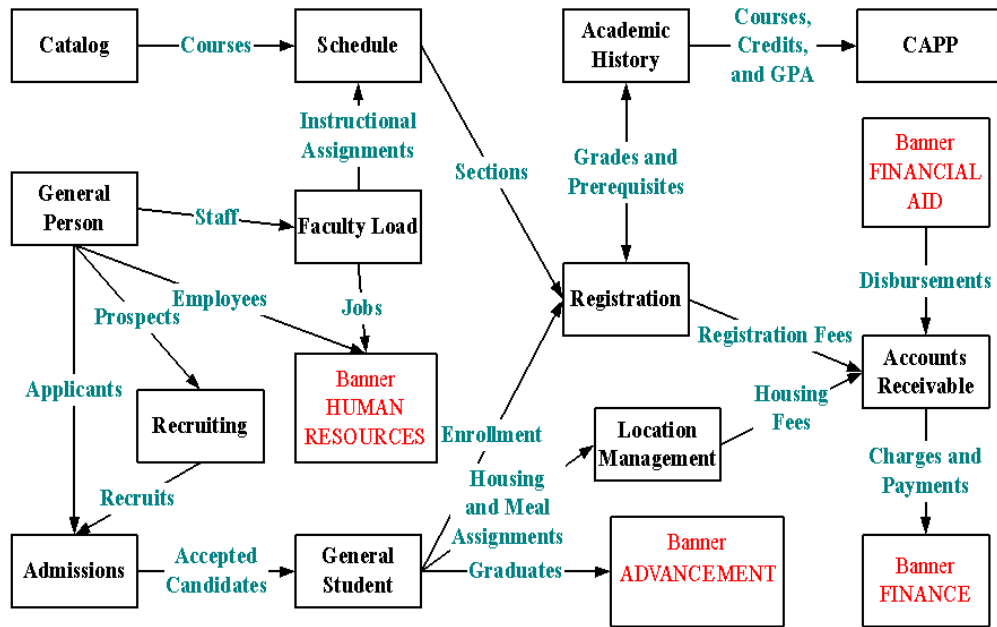 Catalog
Courses
Schedule
Academic
History
Courses,
Credits,
and GPA
CAPP
Instructional
Assignments
Grades and
Prerequisites
Sections
Banner
FINANCIAL
AID
General
Person
Staff
Faculty Load
Disbursements
Employees
Prospects
Jobs
Registration
Registration Fees
Applicants
Banner
HUMAN
RESOURCES
Accounts
Receivable
Recruiting
Enrollment
Location
Management
Housing
Fees
Recruits
Housing
and Meal
Assignments
Charges and
Payments
Admissions
Accepted
Candidates
General
Student
Graduates
Banner
ADVANCEMENT
Banner
FINANCE